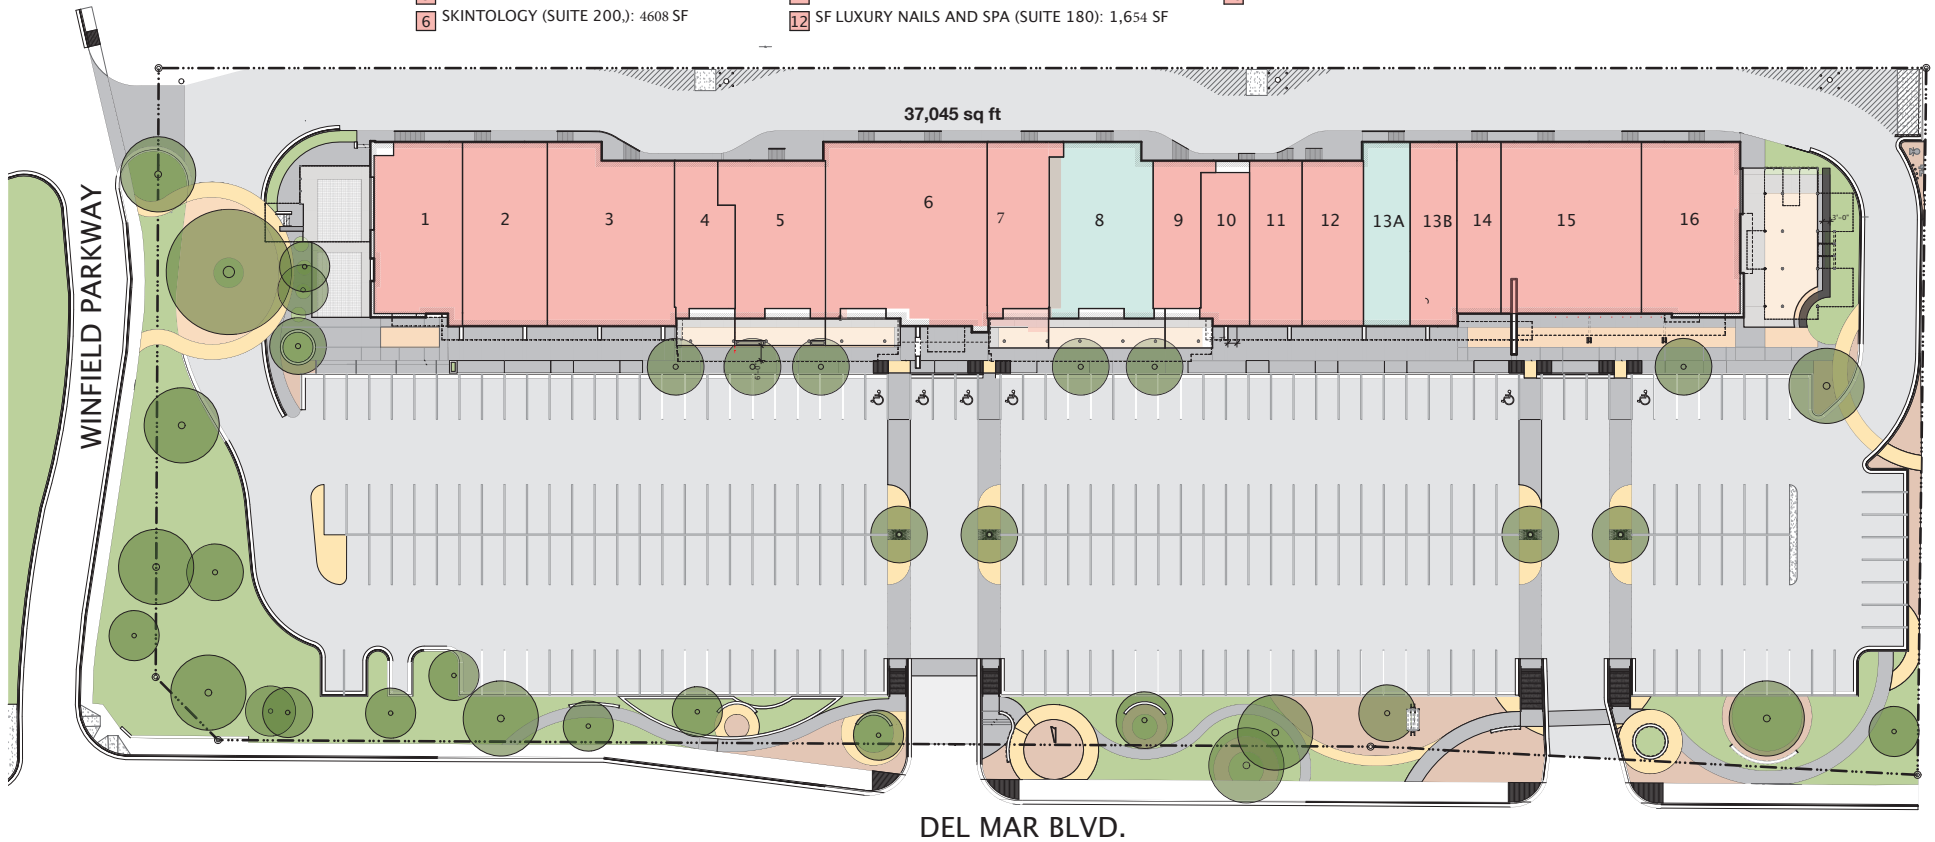 6 SKINTOLOGY (SUITE 200,): 4608 SF
12 SF LUXURY NAILS AND SPA (SUITE 180): 1,654 SF
37,045 sq ft
WINFIELD PARKWAY
1 2 3 4 5 6 7 8 9 10 11 12 13A 13B 14 15 16
3'-0"
DEL MAR BLVD.